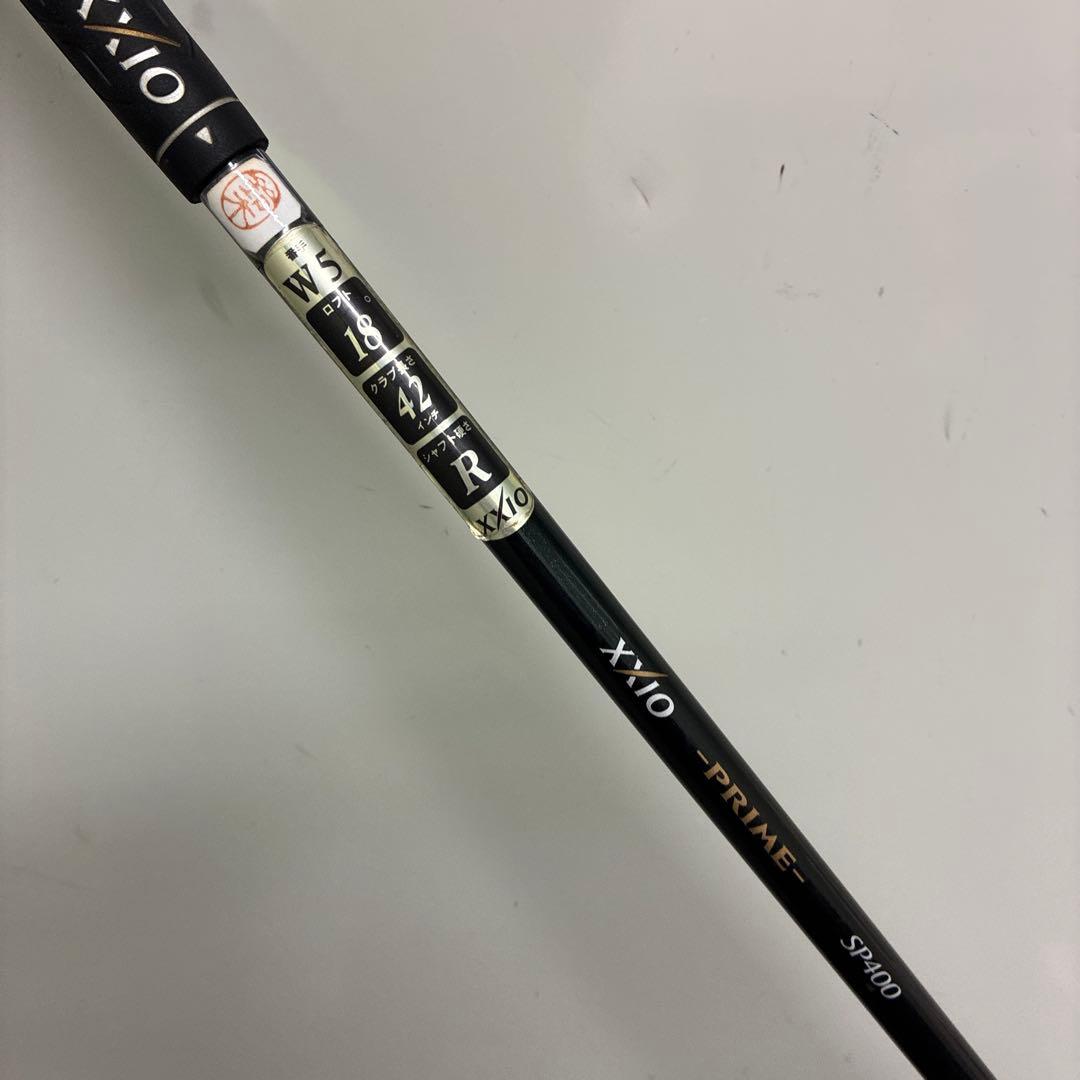 XXIO
番手
W5
ロフト
18°
クラブ長さ
42
インチ
シャフト硬さ
R
XXIO
XXIO
-PRIME-
SP400